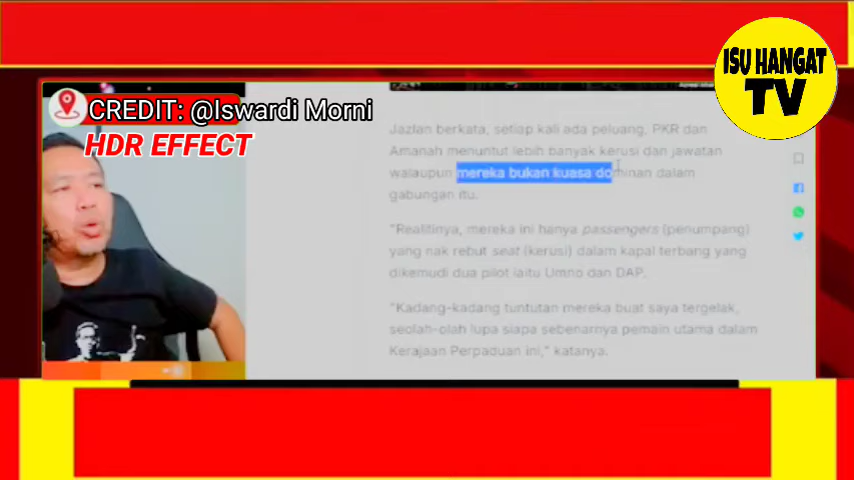 ISU HANGAT
TV
CREDIT: @Iswardi Morni
HDR EFFECT
Jazlan berkata, setiap kali ada peluang, PKR dan
Amanah menuntut lebih banyak kerusi dan jawatan
walaupun mereka bukan kuasa dominan dalam
gabungan itu.
"Realitinya, mereka ini hanya passengers (penumpang)
yang nak rebut seat (kerusi) dalam kapal terbang yang
dikemudi dua pilot iaitu Umno dan DAP.
"Kadang-kadang tuntutan mereka buat saya tergelak,
seolah-olah lupa siapa sebenarnya pemain utama dalam
Kerajaan Perpaduan ini," katanya.